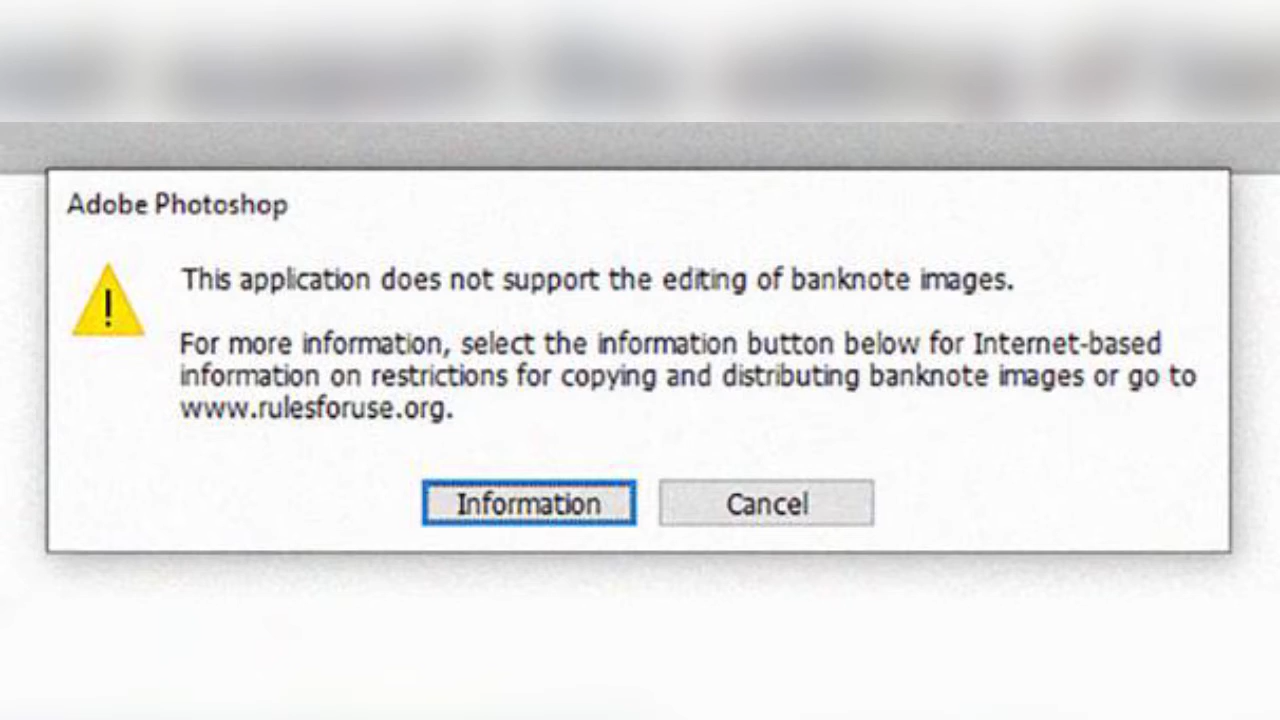 Adobe Photoshop
This application does not support the editing of banknote images.
For more information, select the information button below for Internet-based
information on restrictions for copying and distributing banknote images or go to
www.rulesforuse.org.
Information
Cancel